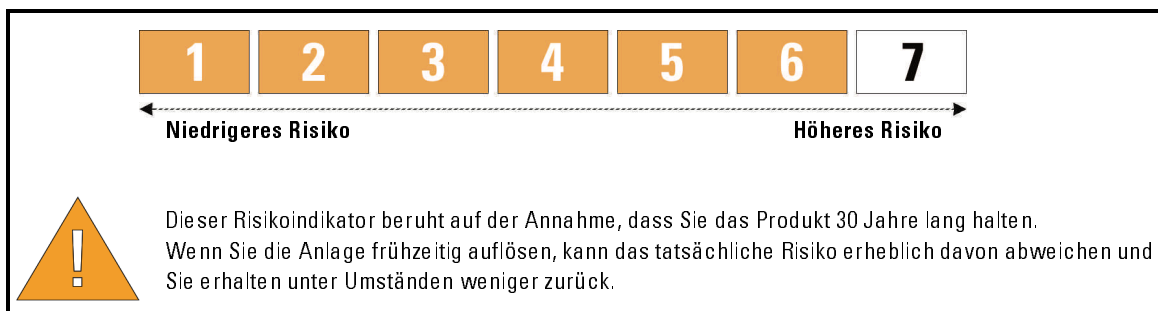 1 2 3 4 5 6 7
Niedrigeres Risiko Höheres Risiko
!
Dieser Risikoindikator beruht auf der Annahme, dass Sie das Produkt 30 Jahre lang halten.
Wenn Sie die Anlage frühzeitig auflösen, kann das tatsächliche Risiko erheblich davon abweichen und
Sie erhalten unter Umständen weniger zurück.